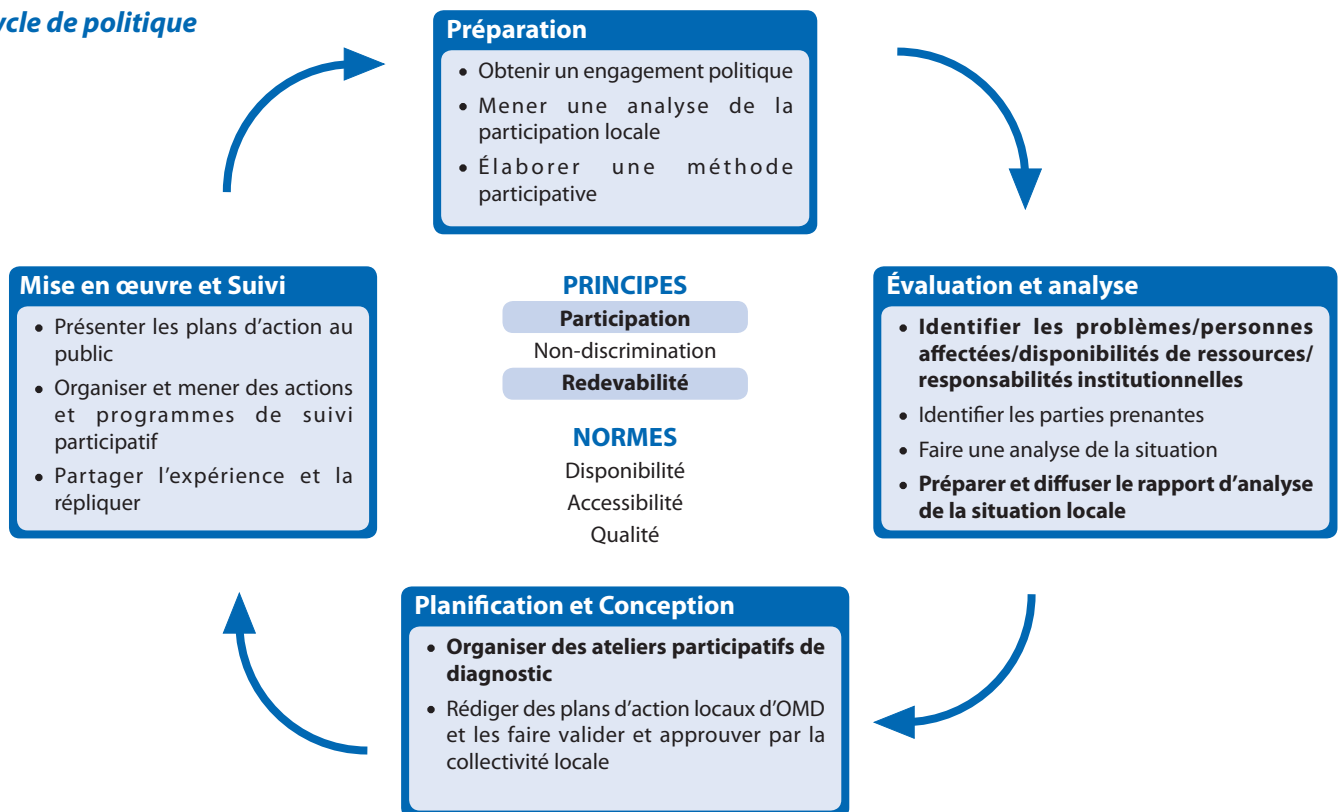 ycle de politique
Préparation
• Obtenir un engagement politique
• Mener une analyse de la
participation locale
• Élaborer une méthode
participative
Mise en œuvre et Suivi
• Présenter les plans d'action au
public
• Organiser et mener des actions
et programmes de suivi
participatif
• Partager l'expérience et la
répliquer
PRINCIPES
Participation
Non-discrimination
Redevabilité
NORMES
Disponibilité
Accessibilité
Qualité
Évaluation et analyse
• Identifier les problèmes/personnes
affectées/disponibilités de ressources/
responsabilités institutionnelles
• Identifier les parties prenantes
• Faire une analyse de la situation
• Préparer et diffuser le rapport d'analyse
de la situation locale
Planification et Conception
• Organiser des ateliers participatifs de
diagnostic
• Rédiger des plans d'action locaux d'OMD
et les faire valider et approuver par la
collectivité locale